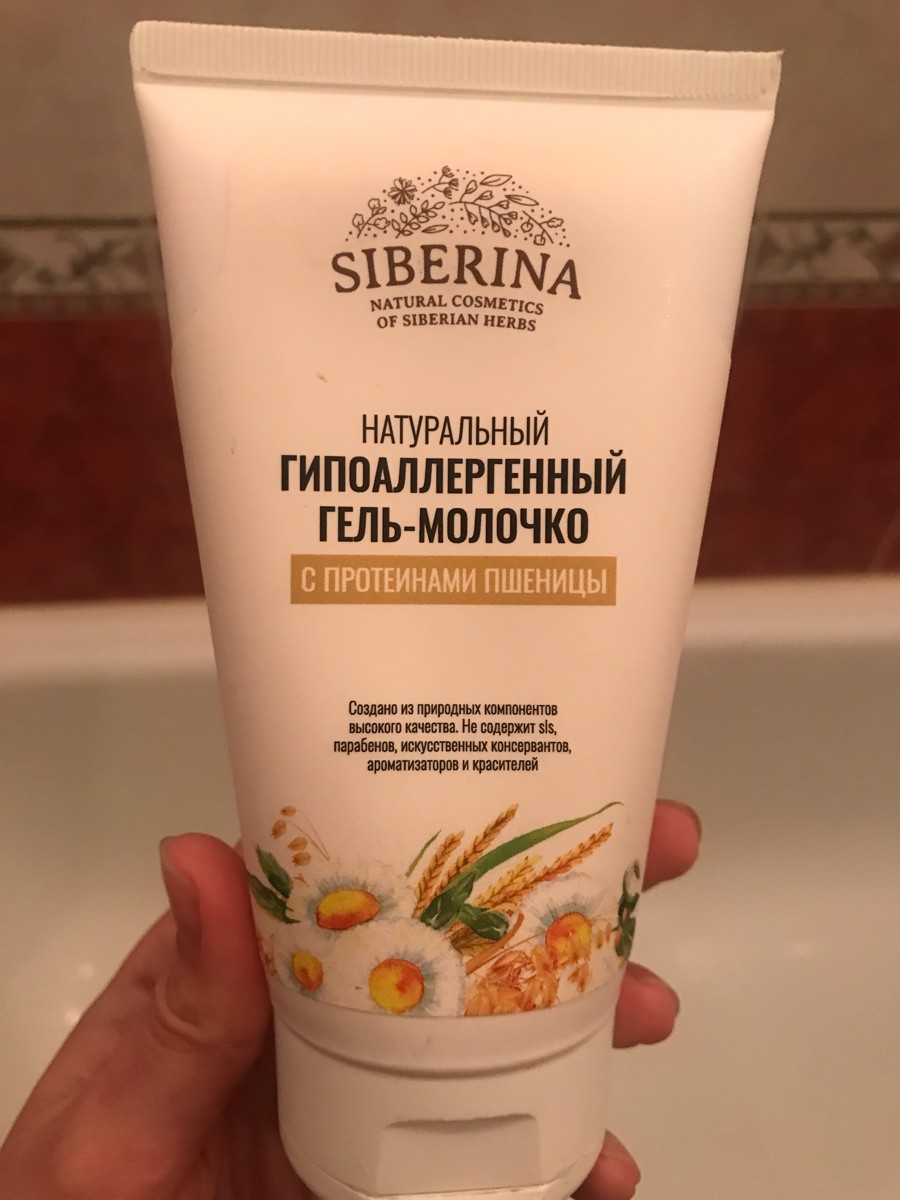 SIBERINA
NATURAL COSMETICS
OF SIBERIAN HERBS
НАТУРАЛЬНЫЙ
ГИПОАЛЛЕРГЕННЫЙ
ГЕЛЬ-МОЛОЧКО
С ПРОТЕИНАМИ ПШЕНИЦЫ
Создано из природных компонентов
высокого качества. Не содержит sls,
парабенов, искусственных консервантов,
ароматизаторов и красителей